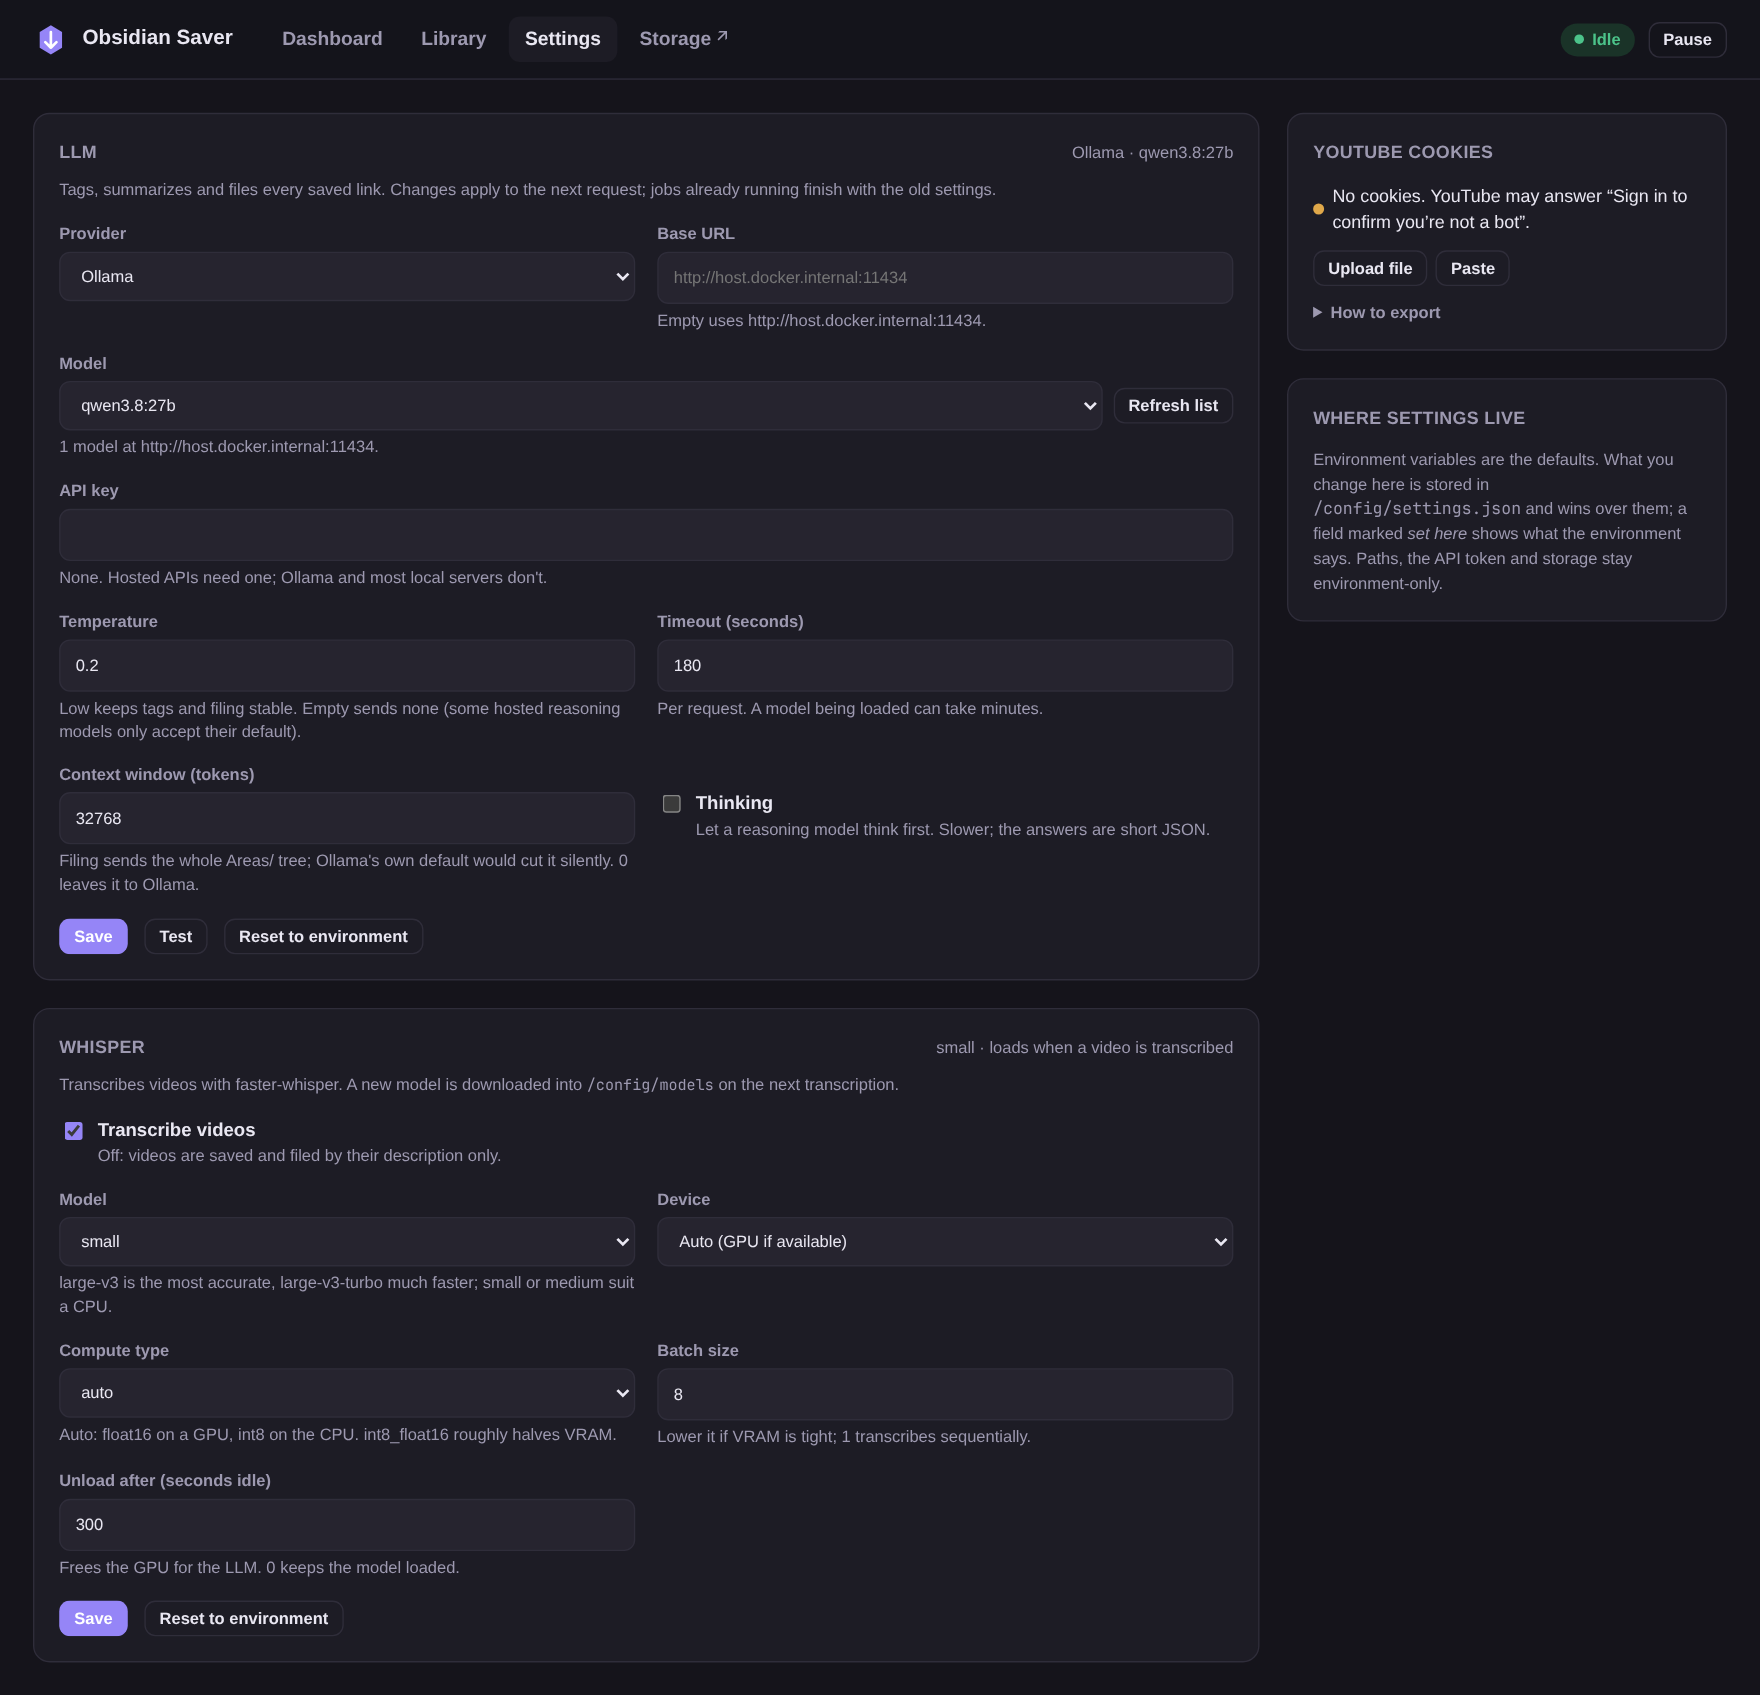 Obsidian Saver
Dashboard
Library
Settings
Storage ↗
Idle
Pause
LLM
Ollama · qwen3.8:27b
Tags, summarizes and files every saved link. Changes apply to the next request; jobs already running finish with the old settings.
Provider
Ollama
Base URL
http://host.docker.internal:11434
Empty uses http://host.docker.internal:11434.
Model
qwen3.8:27b
Refresh list
1 model at http://host.docker.internal:11434.
API key
None. Hosted APIs need one; Ollama and most local servers don't.
Temperature
0.2
Low keeps tags and filing stable. Empty sends none (some hosted reasoning
models only accept their default).
Timeout (seconds)
180
Per request. A model being loaded can take minutes.
Context window (tokens)
32768
Filing sends the whole Areas/ tree; Ollama's own default would cut it silently. 0
leaves it to Ollama.
Thinking
Let a reasoning model think first. Slower; the answers are short JSON.
Save
Test
Reset to environment
WHISPER
small · loads when a video is transcribed
Transcribes videos with faster-whisper. A new model is downloaded into /config/models on the next transcription.
Transcribe videos
Off: videos are saved and filed by their description only.
Model
small
large-v3 is the most accurate, large-v3-turbo much faster; small or medium suit
a CPU.
Device
Auto (GPU if available)
Compute type
auto
Auto: float16 on a GPU, int8 on the CPU. int8_float16 roughly halves VRAM.
Batch size
8
Lower it if VRAM is tight; 1 transcribes sequentially.
Unload after (seconds idle)
300
Frees the GPU for the LLM. 0 keeps the model loaded.
Save
Reset to environment
YOUTUBE COOKIES
No cookies. YouTube may answer “Sign in to
confirm you’re not a bot”.
Upload file
Paste
How to export
WHERE SETTINGS LIVE
Environment variables are the defaults. What you
change here is stored in
/config/settings.json and wins over them; a
field marked set here shows what the environment
says. Paths, the API token and storage stay
environment-only.